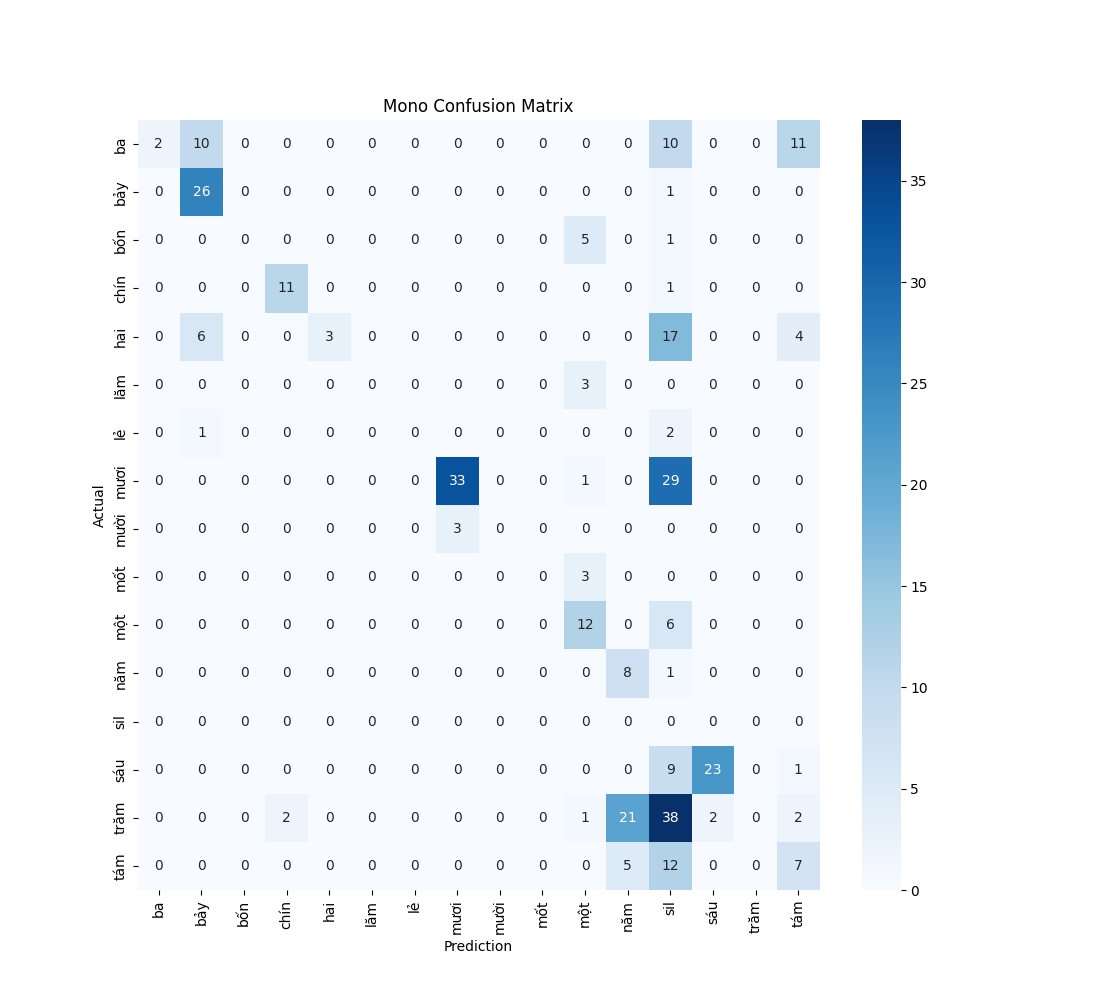 Mono Confusion Matrix
ba 2 10 0 0 0 0 0 0 0 0 0 0 10 0 0 11
bảy 0 26 0 0 0 0 0 0 0 0 0 0 1 0 0 0
bốn 0 0 0 0 0 0 0 0 0 0 5 0 1 0 0 0
chín 0 0 0 11 0 0 0 0 0 0 0 0 1 0 0 0
hai 0 6 0 0 3 0 0 0 0 0 0 0 17 0 0 4
lăm 0 0 0 0 0 0 0 0 0 0 3 0 0 0 0 0
lẻ 0 1 0 0 0 0 0 0 0 0 0 0 2 0 0 0
mươi 0 0 0 0 0 0 0 33 0 0 1 0 29 0 0 0
mười 0 0 0 0 0 0 0 3 0 0 0 0 0 0 0 0
mốt 0 0 0 0 0 0 0 0 0 0 3 0 0 0 0 0
một 0 0 0 0 0 0 0 0 0 0 12 0 6 0 0 0
năm 0 0 0 0 0 0 0 0 0 0 0 8 1 0 0 0
sil 0 0 0 0 0 0 0 0 0 0 0 0 0 0 0 0
sáu 0 0 0 0 0 0 0 0 0 0 0 0 9 23 0 1
trăm 0 0 0 2 0 0 0 0 0 0 1 21 38 2 0 2
tám 0 0 0 0 0 0 0 0 0 0 0 5 12 0 0 7
ba bảy bốn chín hai lăm lẻ mươi mười mốt một năm sil sáu trăm tám
Prediction
Actual
35
30
25
20
15
10
5
0